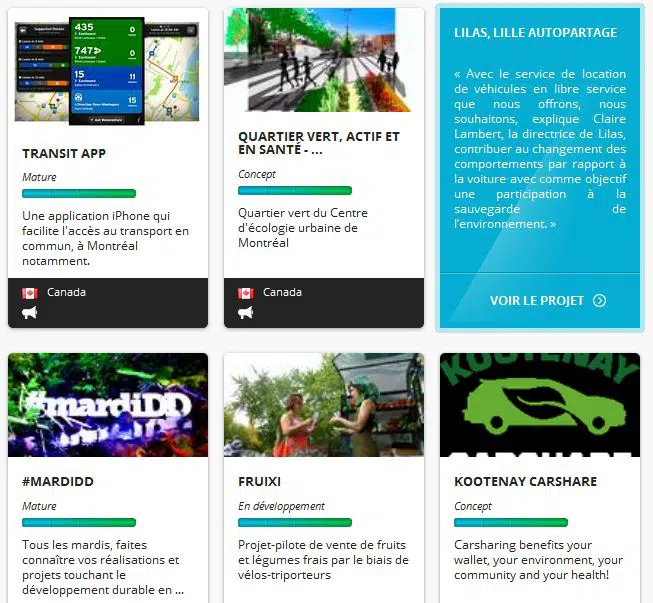 435
0
747
0
15
11
15
TRANSIT APP
Mature
Une application iPhone qui
facilite l'accès au transport en
commun, à Montréal
notamment.
Canada
QUARTIER VERT, ACTIF ET
EN SANTÉ - ...
Concept
Quartier vert du Centre
d'écologie urbaine de
Montréal
Canada
LILAS, LILLE AUTOPARTAGE
« Avec le service de location
de véhicules en libre service
que nous offrons, nous
souhaitons, explique Claire
Lambert, la directrice de Lilas,
contribuer au changement des
comportements par rapport à
la voiture avec comme objectif
une participation à la
sauvegarde de
l’environnement. »
VOIR LE PROJET
#mardiDD
#MARDIDD
Mature
Tous les mardis, faites
connaître vos réalisations et
projets touchant le
développement durable en ...
FRUIXI
En développement
Projet-pilote de vente de fruits
et légumes frais par le biais de
vélos-triporteurs
KOOTENAY
CARSHARE
KOOTENAY CARSHARE
Concept
Carsharing benefits your
wallet, your environment, your
community and your health!